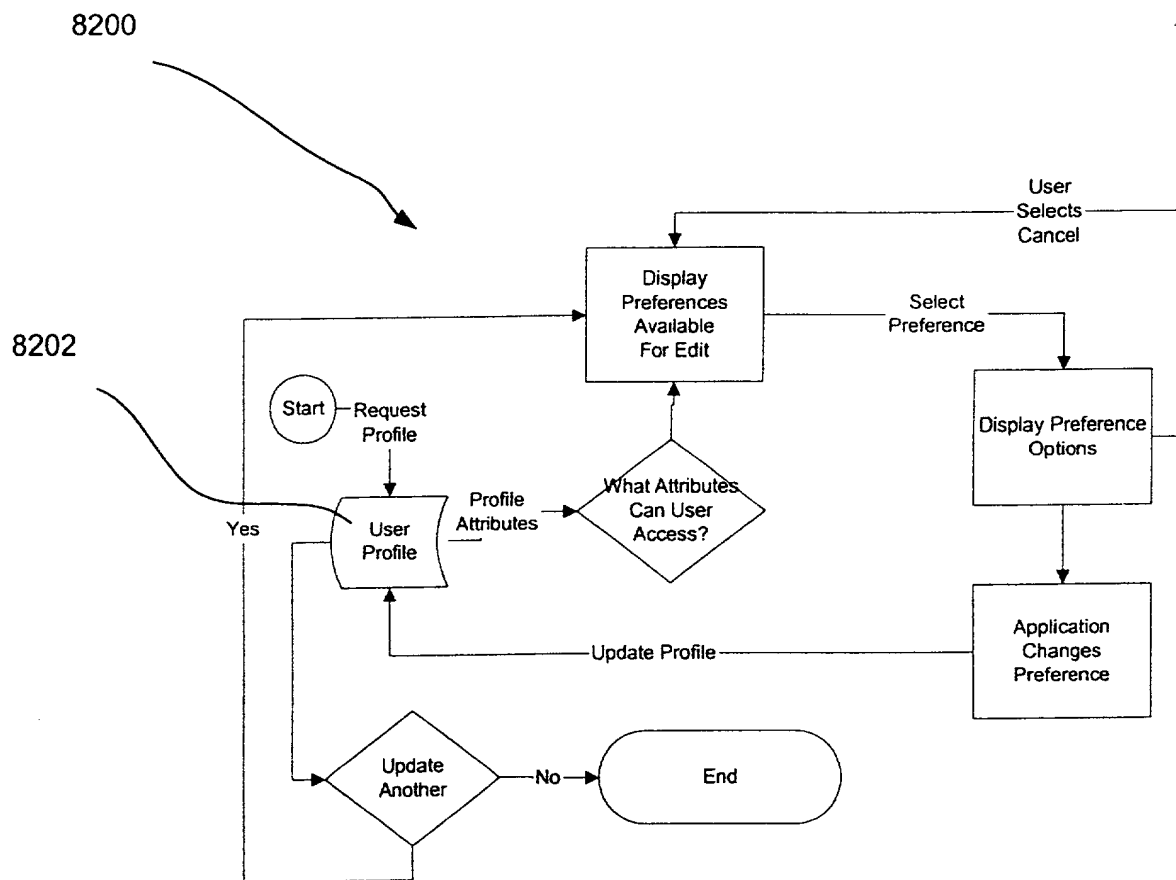 8200
User
Selects
Cancel
Display
Preferences
Available
For Edit
Select
Preference
8202
Start
Request
Profile
Display Preference
Options
What Attributes
Can User
Access?
Profile
Attributes
User
Profile
Yes
Application
Changes
Preference
Update Profile
Update
Another
No
End